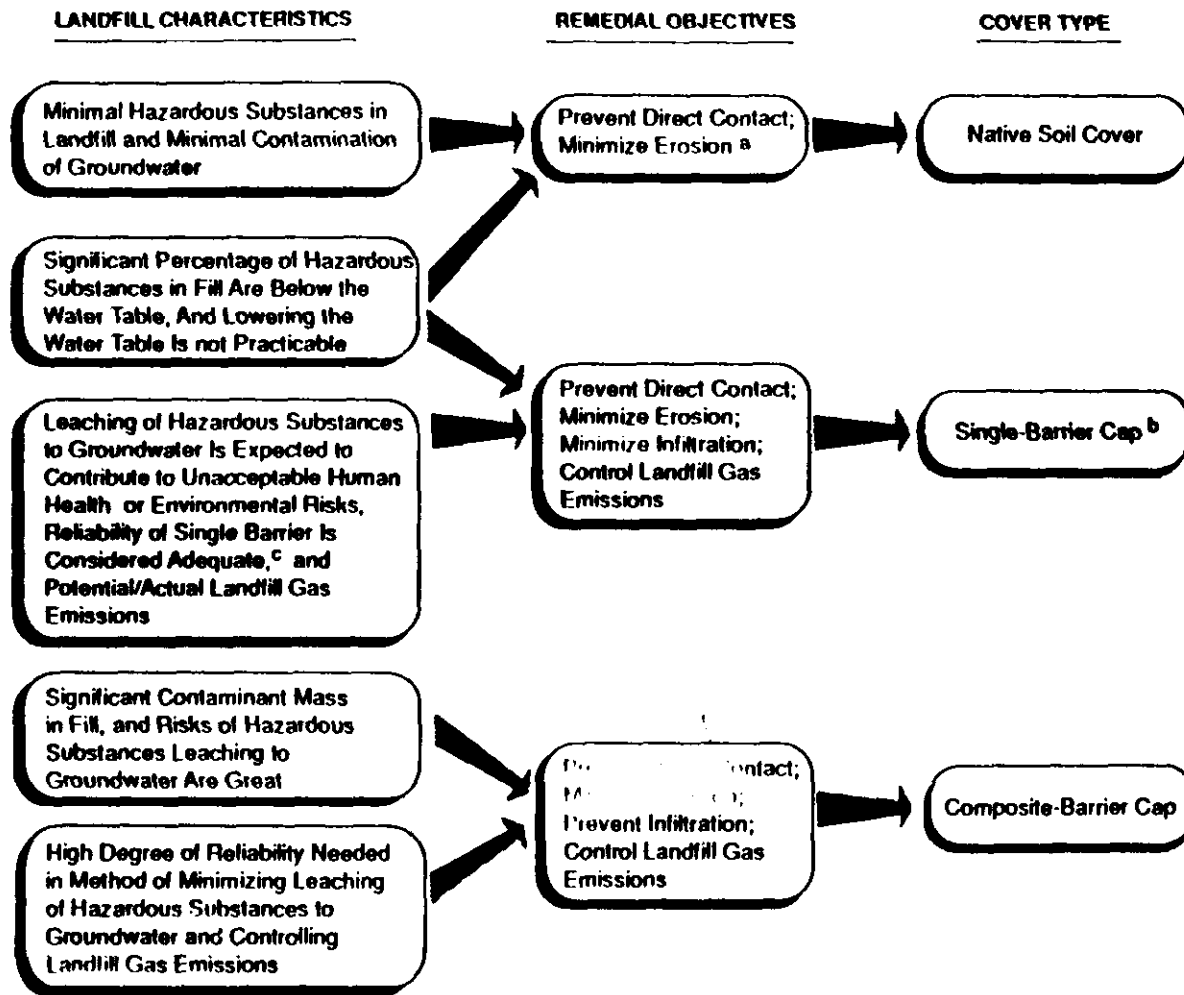 LANDFILL CHARACTERISTICS
REMEDIAL OBJECTIVES
COVER TYPE
Minimal Hazardous Substances in
Landfill and Minimal Contamination
of Groundwater
Prevent Direct Contact;
Minimize Erosion a
Native Soil Cover
Significant Percentage of Hazardous
Substances in Fill Are Below the
Water Table, And Lowering the
Water Table Is not Practicable
Prevent Direct Contact;
Minimize Erosion;
Minimize Infiltration;
Control Landfill Gas
Emissions
Single-Barrier Cap b
Leaching of Hazardous Substances
to Groundwater Is Expected to
Contribute to Unacceptable Human
Health or Environmental Risks,
Reliability of Single Barrier Is
Considered Adequate,c and
Potential/Actual Landfill Gas
Emissions
Significant Contaminant Mass
in Fill, and Risks of Hazardous
Substances Leaching to
Groundwater Are Great
Prevent Infiltration;
Control Landfill Gas
Emissions
Composite-Barrier Cap
High Degree of Reliability Needed
in Method of Minimizing Leaching
of Hazardous Substances to
Groundwater and Controlling
Landfill Gas Emissions